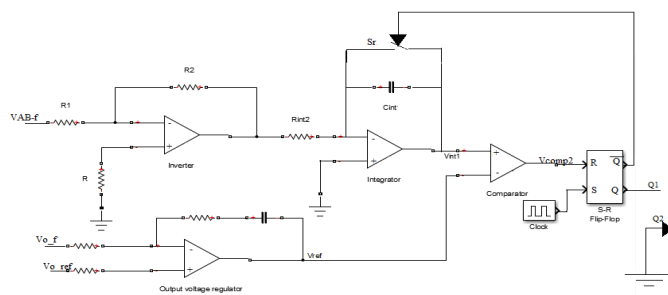 Sr
R2
Cint
R1
Rint2
VAB-f
Inverter
Integrator
Vint1
Comparator
Vcomp2
R
Q
S
Q
Q1
S-R
Flip-Flop
Clock
Q2
R
Vo_f
Vo_ref
Vref
Output voltage regulator